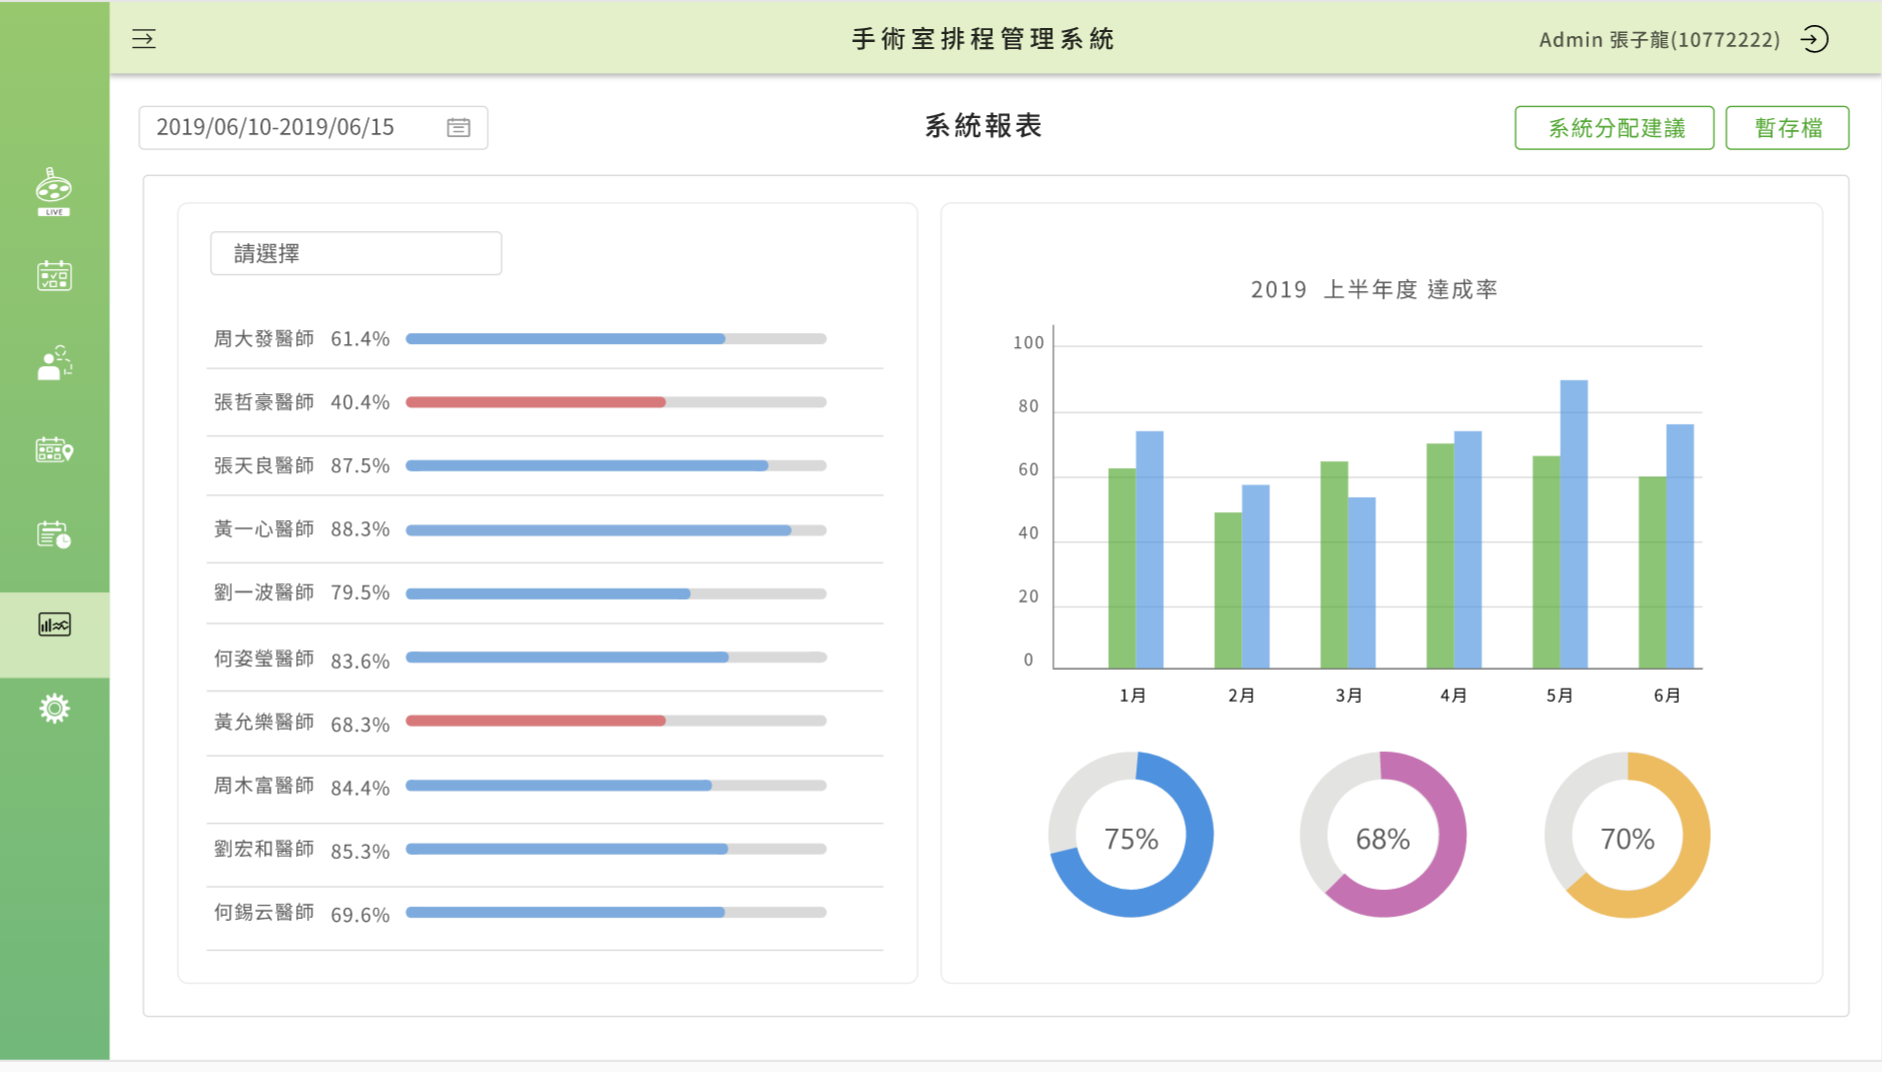 手術室排程管理系統
Admin 張子龍(10772222)
2019/06/10-2019/06/15
系統報表
系統分配建議
暫存檔
LIVE
請選擇
周大發醫師 61.4%
張哲豪醫師 40.4%
張天良醫師 87.5%
黃一心醫師 88.3%
劉一波醫師 79.5%
何姿瑩醫師 83.6%
黃允樂醫師 68.3%
周木富醫師 84.4%
劉宏和醫師 85.3%
何錫云醫師 69.6%
2019 上半年度 達成率
100
80
60
40
20
0
1月 2月 3月 4月 5月 6月
75% 68% 70%